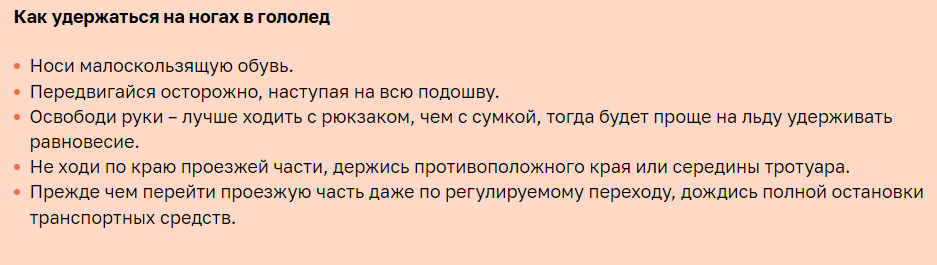 Как удержаться на ногах в гололед
• Носи малоскользящую обувь.
• Передвигайся осторожно, наступая на всю подошву.
• Освободи руки – лучше ходить с рюкзаком, чем с сумкой, тогда будет проще на льду удерживать
равновесие.
• Не ходи по краю проезжей части, держись противоположного края или середины тротуара.
• Прежде чем перейти проезжую часть даже по регулируемому переходу, дождись полной остановки
транспортных средств.